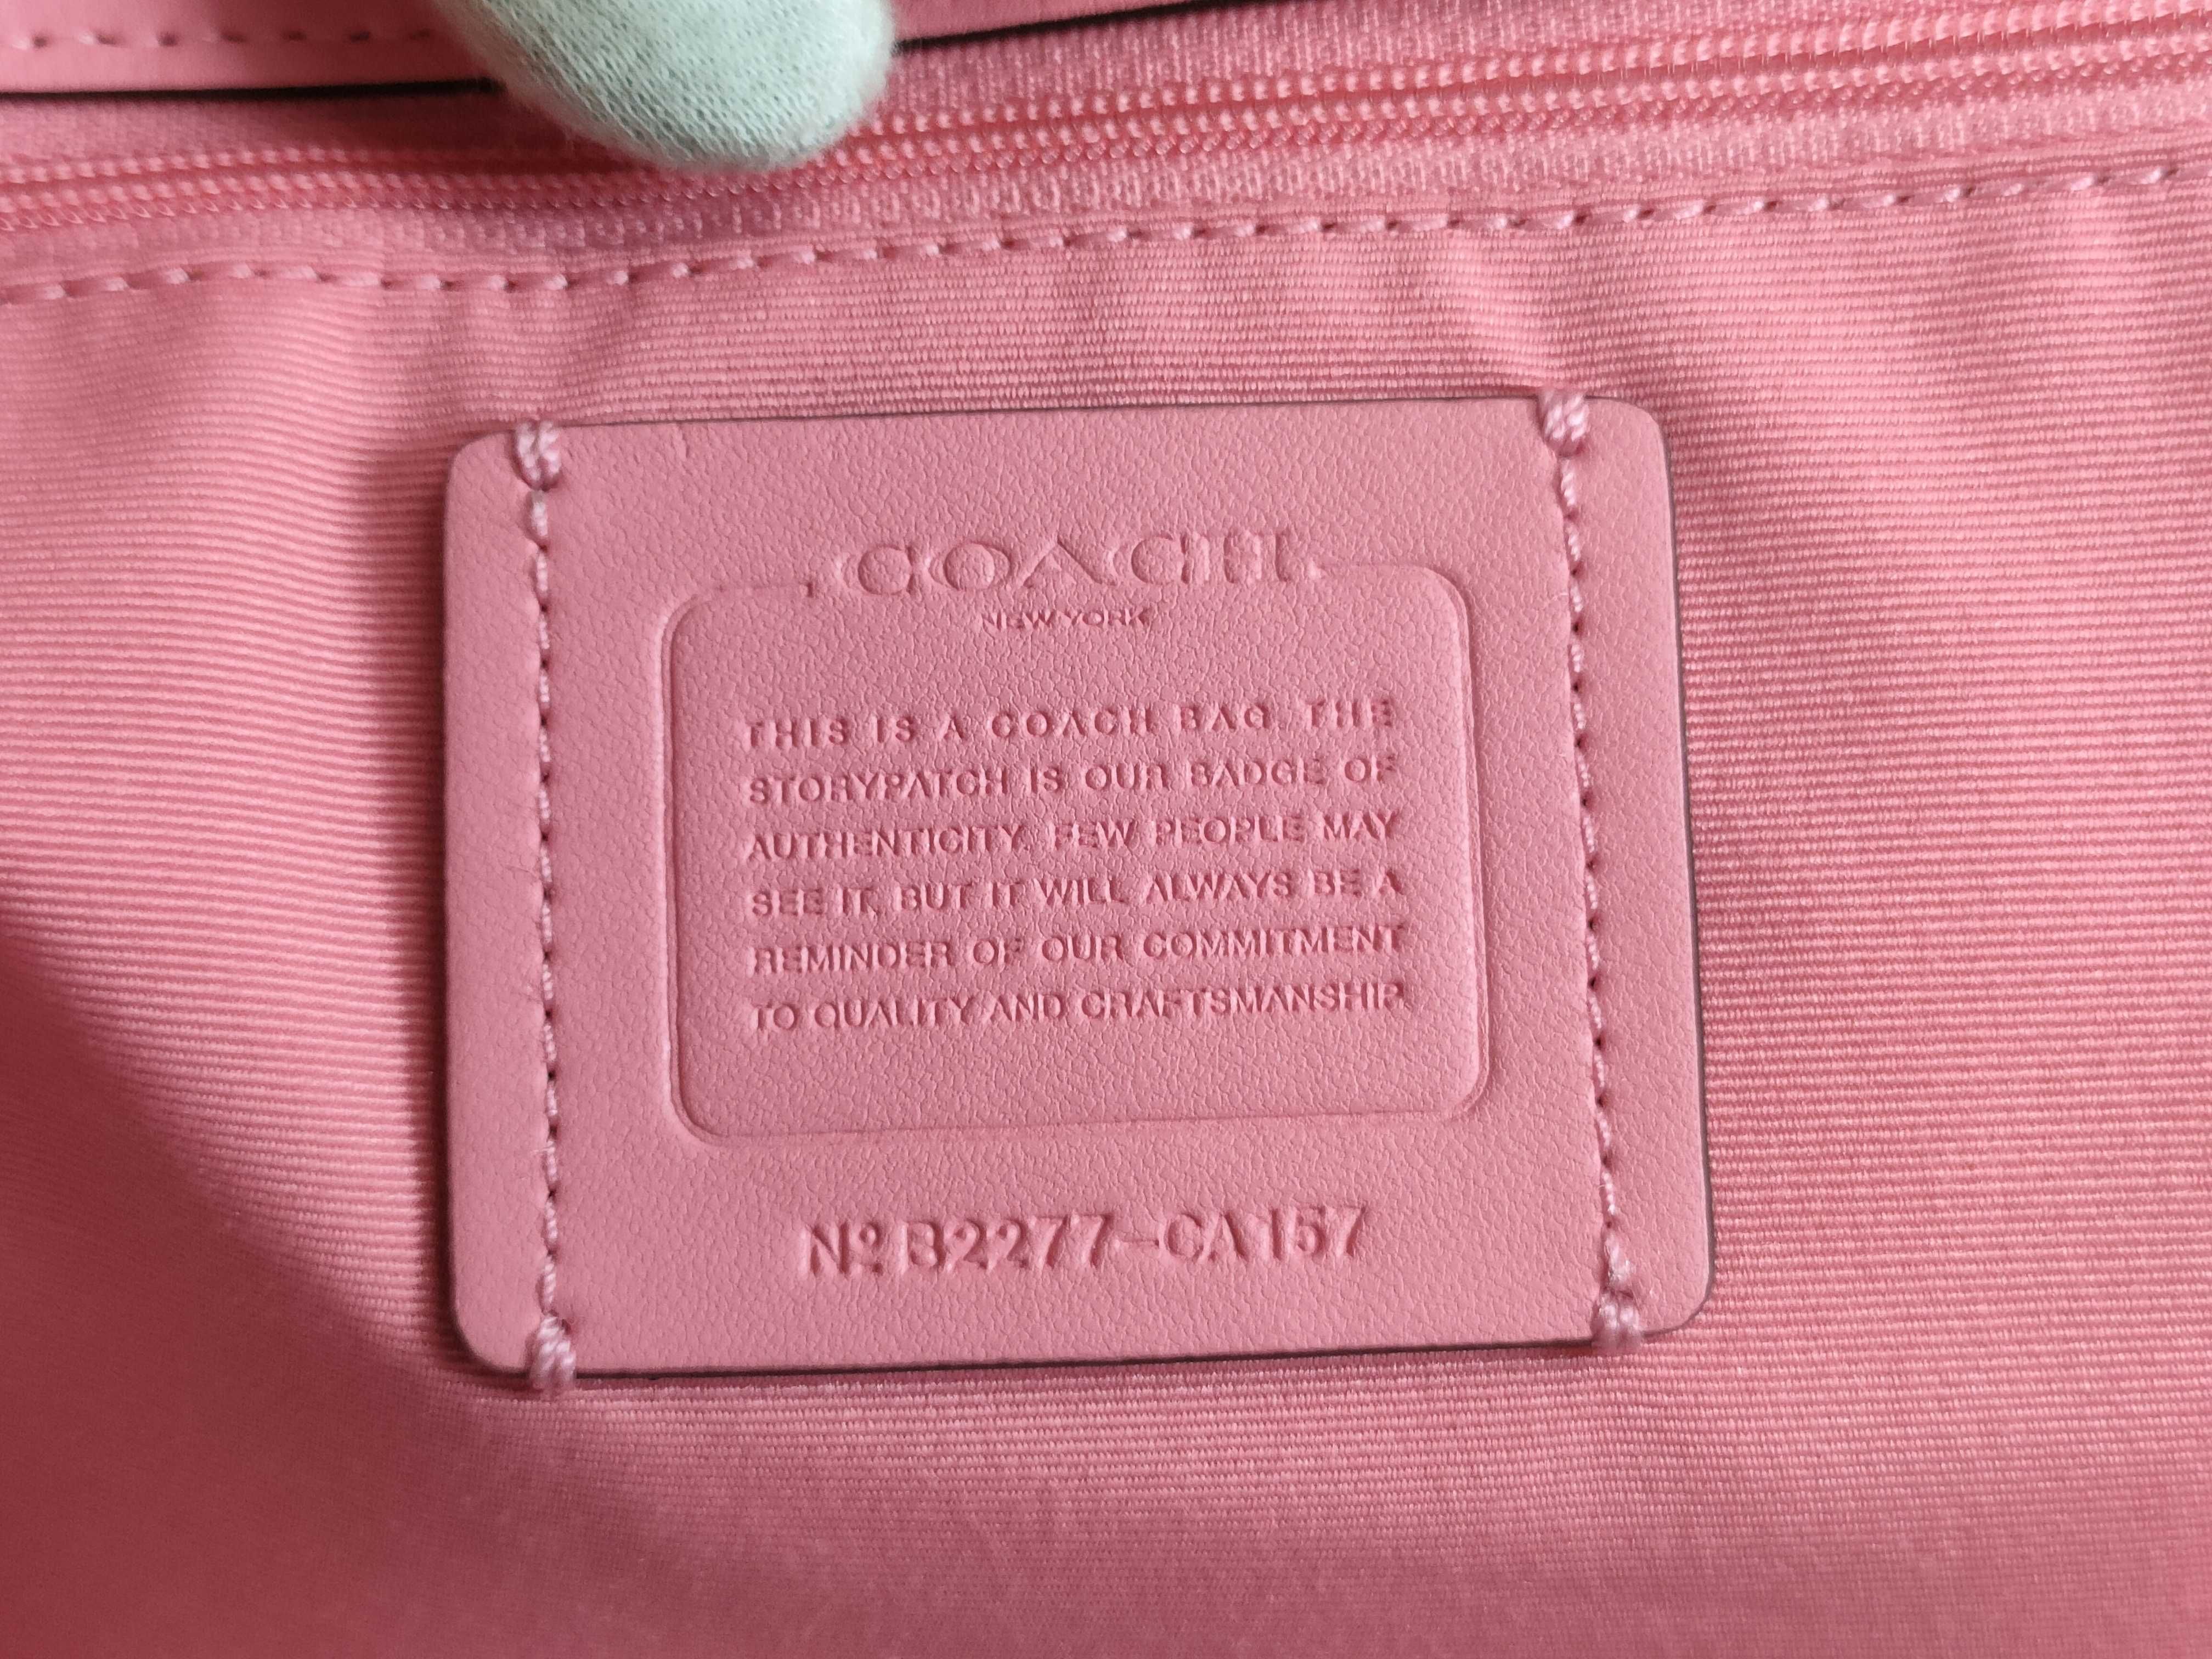 COACH
NEW YORK
THIS IS A COACH BAG. THE
STORYPATCH IS OUR BADGE OF
AUTHENTICITY. FEW PEOPLE MAY
SEE IT, BUT IT WILL ALWAYS BE A
REMINDER OF OUR COMMITMENT
TO QUALITY AND CRAFTSMANSHIP.
Nº B2277-CA157